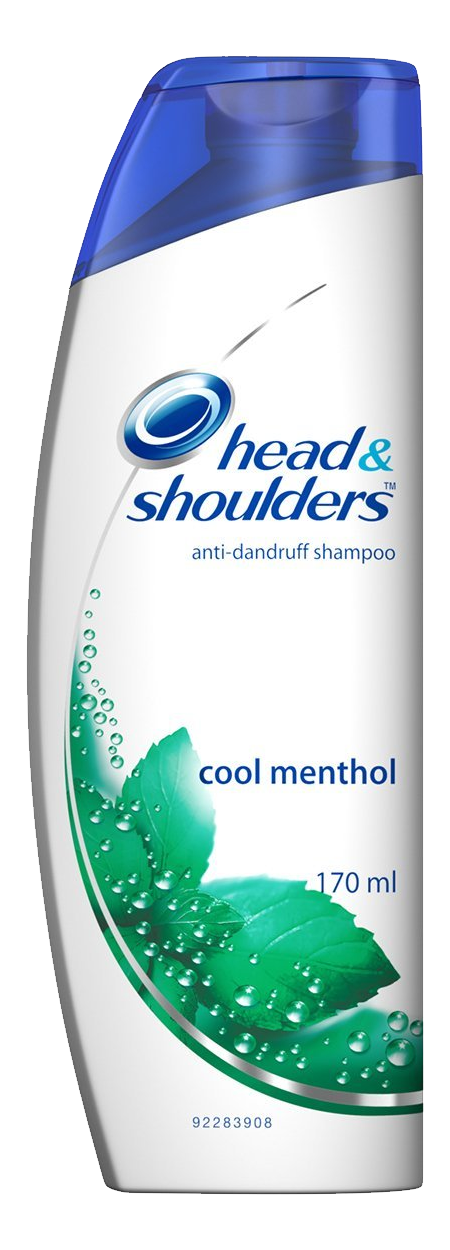 head&
shoulders™
anti-dandruff shampoo
cool menthol
170 ml
92283908